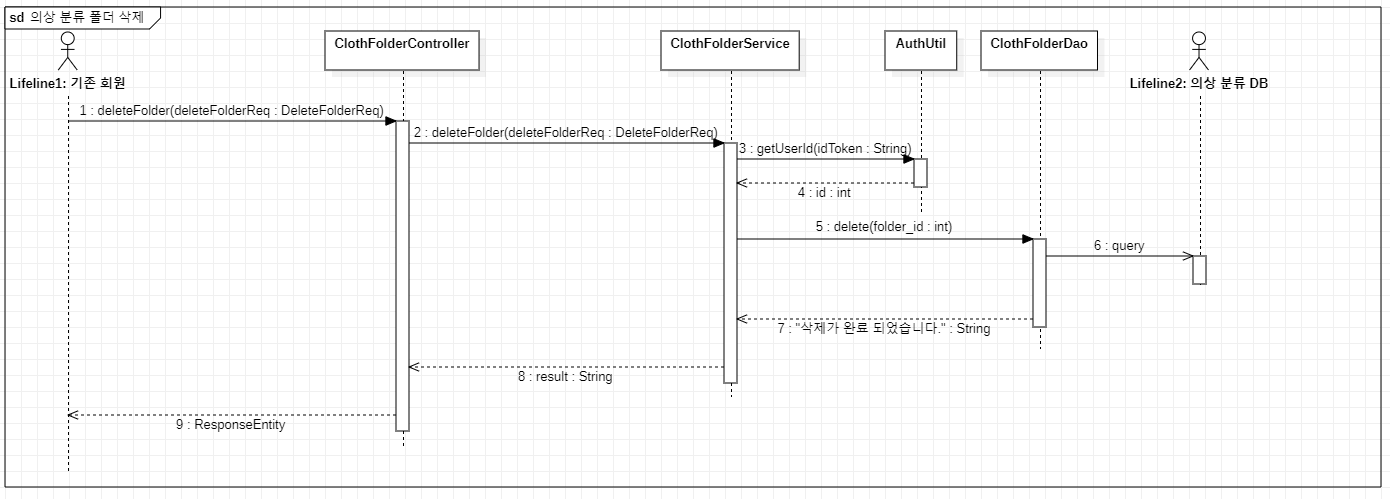 sd 의상 분류 폴더 삭제
ClothFolderController
ClothFolderService
AuthUtil
ClothFolderDao
Lifeline1: 기존 회원
Lifeline2: 의상 분류 DB
1 : deleteFolder(deleteFolderReq : DeleteFolderReq)
2 : deleteFolder(deleteFolderReq : DeleteFolderReq)
3 : getUserId(idToken : String)
4 : id : int
5 : delete(folder_id : int)
6 : query
7 : "삭제가 완료 되었습니다." : String
8 : result : String
9 : ResponseEntity